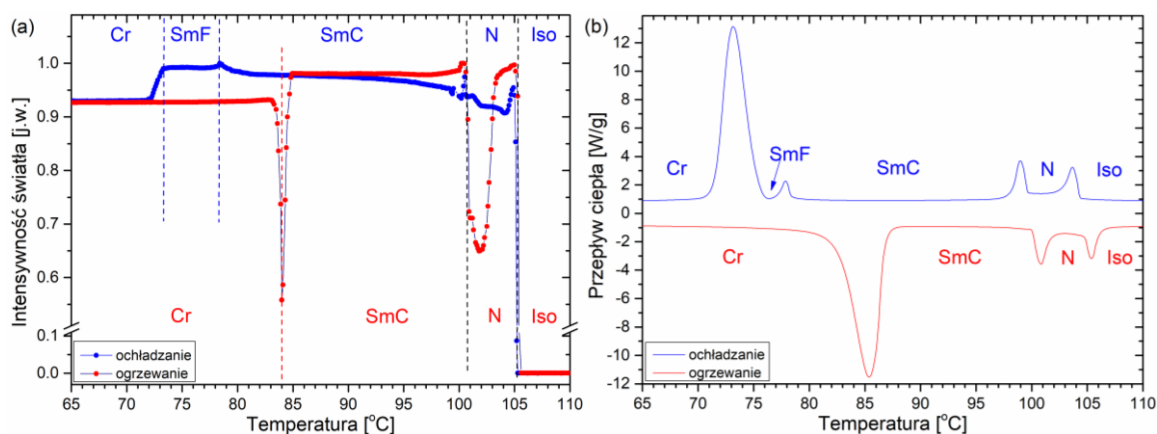 (a)
Cr SmF SmC N Iso
1.0
0.9
0.8
0.7
0.6
0.1
0.0
Intensywność światła [j.w.]
Cr SmC N Iso
ochładzanie
ogrzewanie
65 70 75 80 85 90 95 100 105 110
Temperatura [°C]
(b)
12
10
8
6
4
2
0
-2
-4
-6
-8
-10
-12
Przepływ ciepła [W/g]
Cr SmF SmC N Iso
Cr SmC N Iso
ochładzanie
ogrzewanie
65 70 75 80 85 90 95 100 105 110
Temperatura [°C]